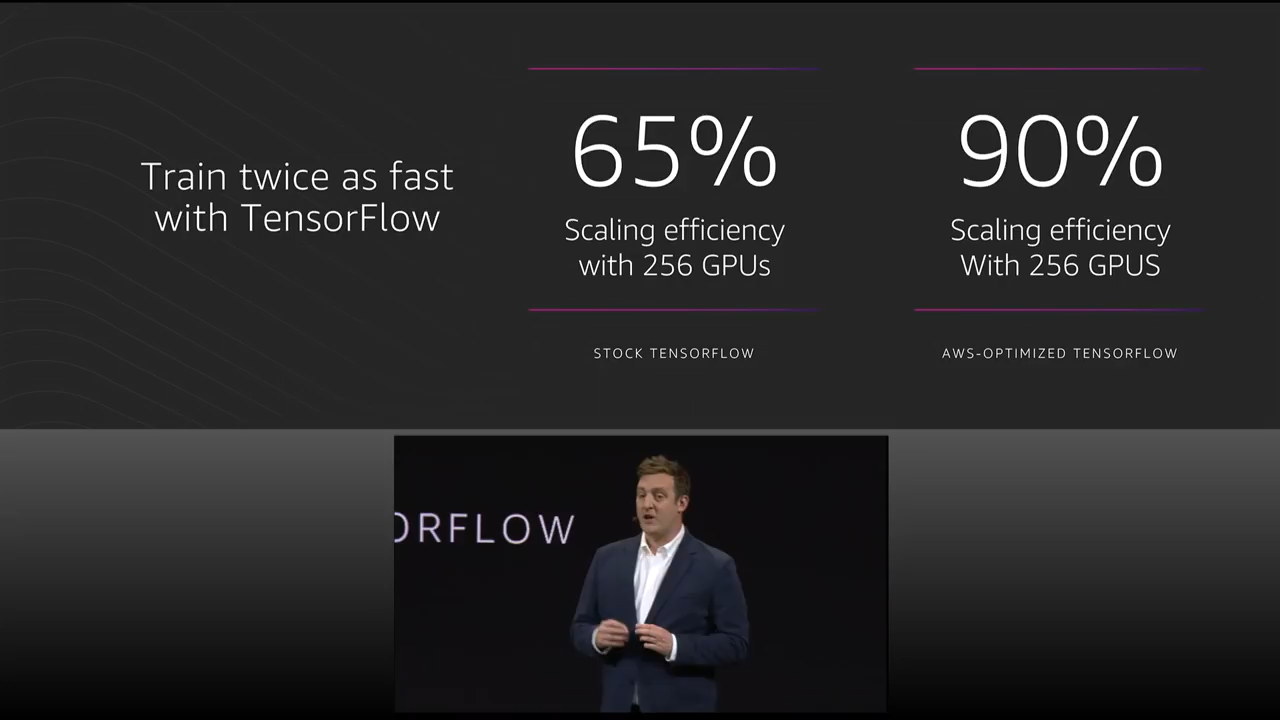 Train twice as fast
with TensorFlow
65%
Scaling efficiency
with 256 GPUs
STOCK TENSORFLOW
90%
Scaling efficiency
With 256 GPUS
AWS-OPTIMIZED TENSORFLOW
ORFLOW